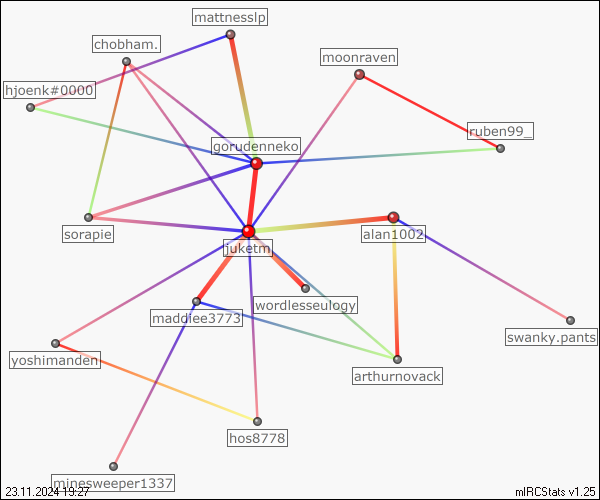 mattnesslp
chobham.
moonraven
hjoenk#0000
ruben99_
gorudenneko
sorapie
juketm
alan1002
wordlesseulogy
maddiee3773
swanky.pants
yoshimanden
arthurnovack
hos8778
minesweeper1337
23.11.2024 19:27
mIRCStats v1.25